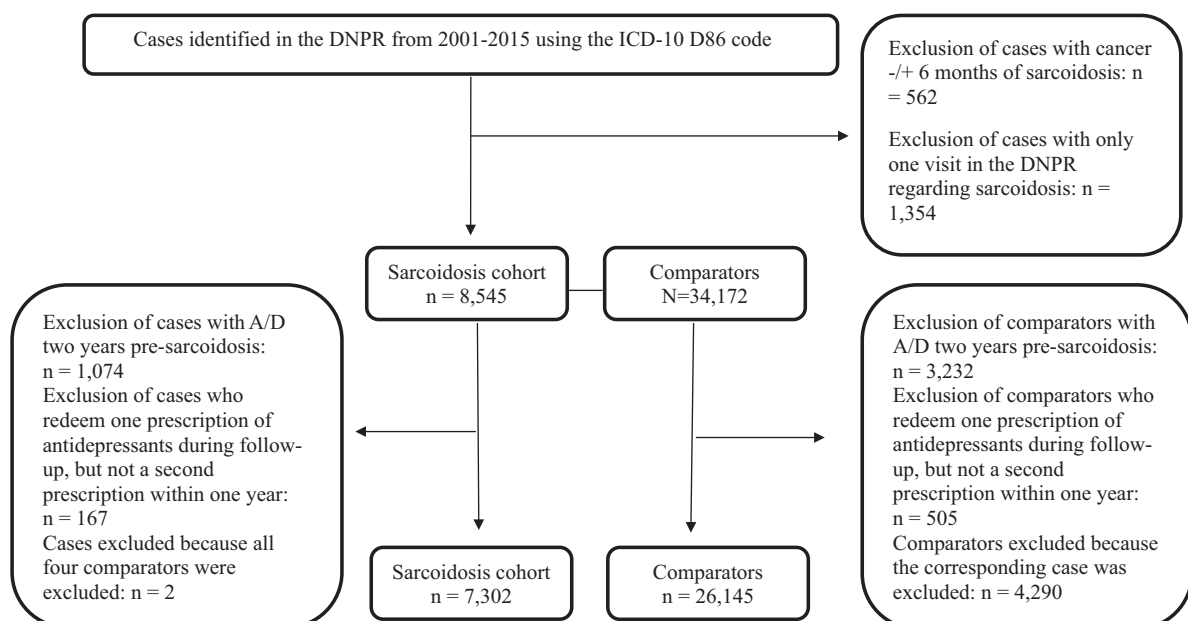 Cases identified in the DNPR from 2001-2015 using the ICD-10 D86 code
Exclusion of cases with cancer
-/+ 6 months of sarcoidosis: n
= 562
Exclusion of cases with only
one visit in the DNPR
regarding sarcoidosis: n =
1,354
Sarcoidosis cohort
n = 8,545
Comparators
N=34,172
Exclusion of cases with A/D
two years pre-sarcoidosis:
n = 1,074
Exclusion of cases who
redeem one prescription of
antidepressants during follow-
up, but not a second
prescription within one year:
n = 167
Cases excluded because all
four comparators were
excluded: n = 2
Exclusion of comparators with
A/D two years pre-sarcoidosis:
n = 3,232
Exclusion of comparators who
redeem one prescription of
antidepressants during follow-
up, but not a second
prescription within one year:
n = 505
Comparators excluded because
the corresponding case was
excluded: n = 4,290
Sarcoidosis cohort
n = 7,302
Comparators
n = 26,145